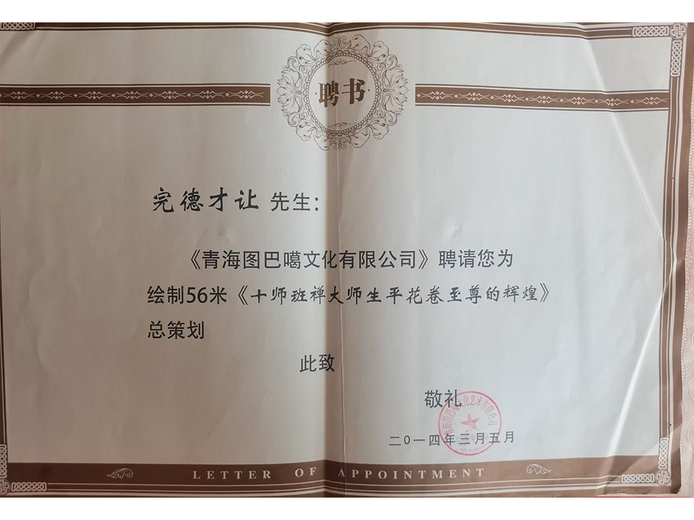 聘书
完德才让 先生：
《青海图巴噶文化有限公司》聘请您为
绘制56米《十师班禅大师生平花卷至尊的辉煌》
总策划
此致
敬礼
二0一四年三月五月
LETTER OF APPOINTMENT